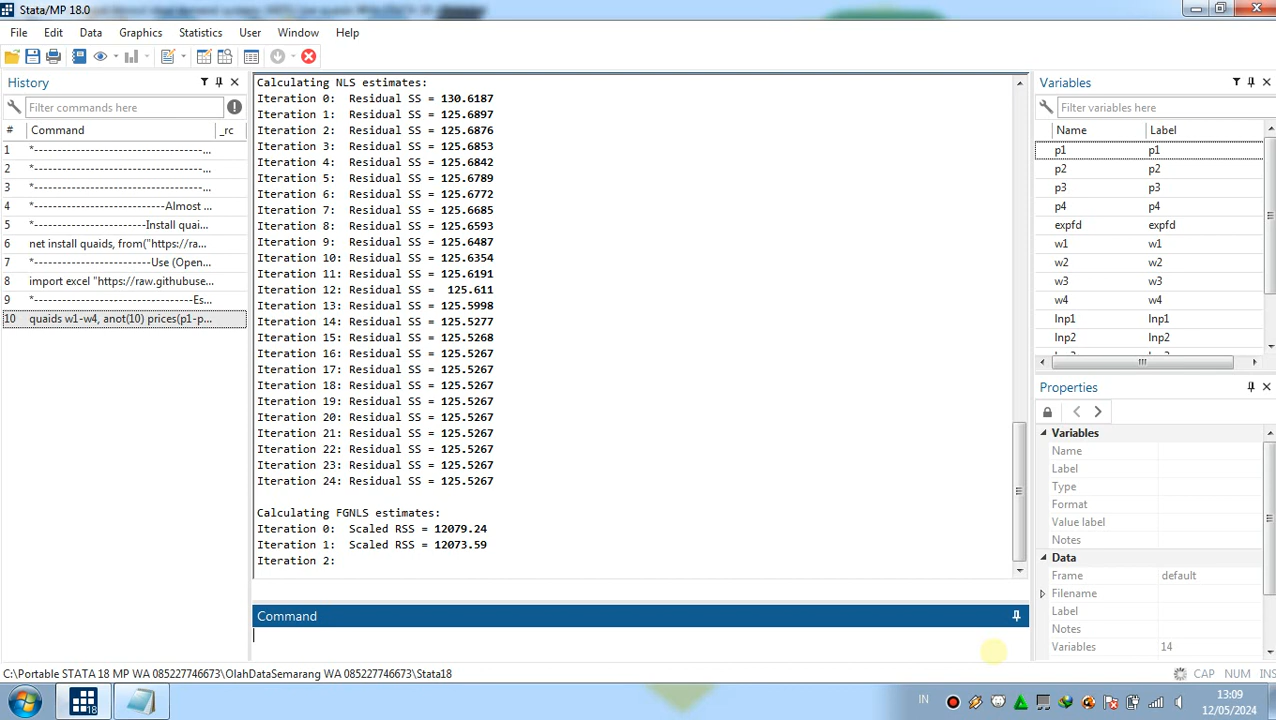 Stata/MP 18.0
File Edit Data Graphics Statistics User Window Help
History
Filter commands here
# Command _rc
1 *----------------------------------...
2 *----------------------------------...
3 *----------------------------------...
4 *---------------------------Almost ...
5 *-----------------------Install quai...
6 net install quaids, from("https://ra...
7 *------------------------Use (Open...
8 import excel "https://raw.githubuse...
9 *---------------------------------Es...
10 quaids w1-w4, anot(10) prices(p1-p...
Calculating NLS estimates:
Iteration 0: Residual SS = 130.6187
Iteration 1: Residual SS = 125.6897
Iteration 2: Residual SS = 125.6876
Iteration 3: Residual SS = 125.6853
Iteration 4: Residual SS = 125.6842
Iteration 5: Residual SS = 125.6789
Iteration 6: Residual SS = 125.6772
Iteration 7: Residual SS = 125.6685
Iteration 8: Residual SS = 125.6593
Iteration 9: Residual SS = 125.6487
Iteration 10: Residual SS = 125.6354
Iteration 11: Residual SS = 125.6191
Iteration 12: Residual SS = 125.611
Iteration 13: Residual SS = 125.5998
Iteration 14: Residual SS = 125.5277
Iteration 15: Residual SS = 125.5268
Iteration 16: Residual SS = 125.5267
Iteration 17: Residual SS = 125.5267
Iteration 18: Residual SS = 125.5267
Iteration 19: Residual SS = 125.5267
Iteration 20: Residual SS = 125.5267
Iteration 21: Residual SS = 125.5267
Iteration 22: Residual SS = 125.5267
Iteration 23: Residual SS = 125.5267
Iteration 24: Residual SS = 125.5267
Calculating FGNLS estimates:
Iteration 0: Scaled RSS = 12079.24
Iteration 1: Scaled RSS = 12073.59
Iteration 2:
Command
Variables
Filter variables here
Name Label
p1 p1
p2 p2
p3 p3
p4 p4
expfd expfd
w1 w1
w2 w2
w3 w3
w4 w4
lnp1 lnp1
lnp2 lnp2
Properties
Variables
Name
Label
Type
Format
Value label
Notes
Data
Frame default
Filename
Label
Notes
Variables 14
C:\Portable STATA 18 MP WA 085227746673\OlahDataSemarang WA 085227746673\Stata18
CAP NUM INS
18
IN
13:09
12/05/2024